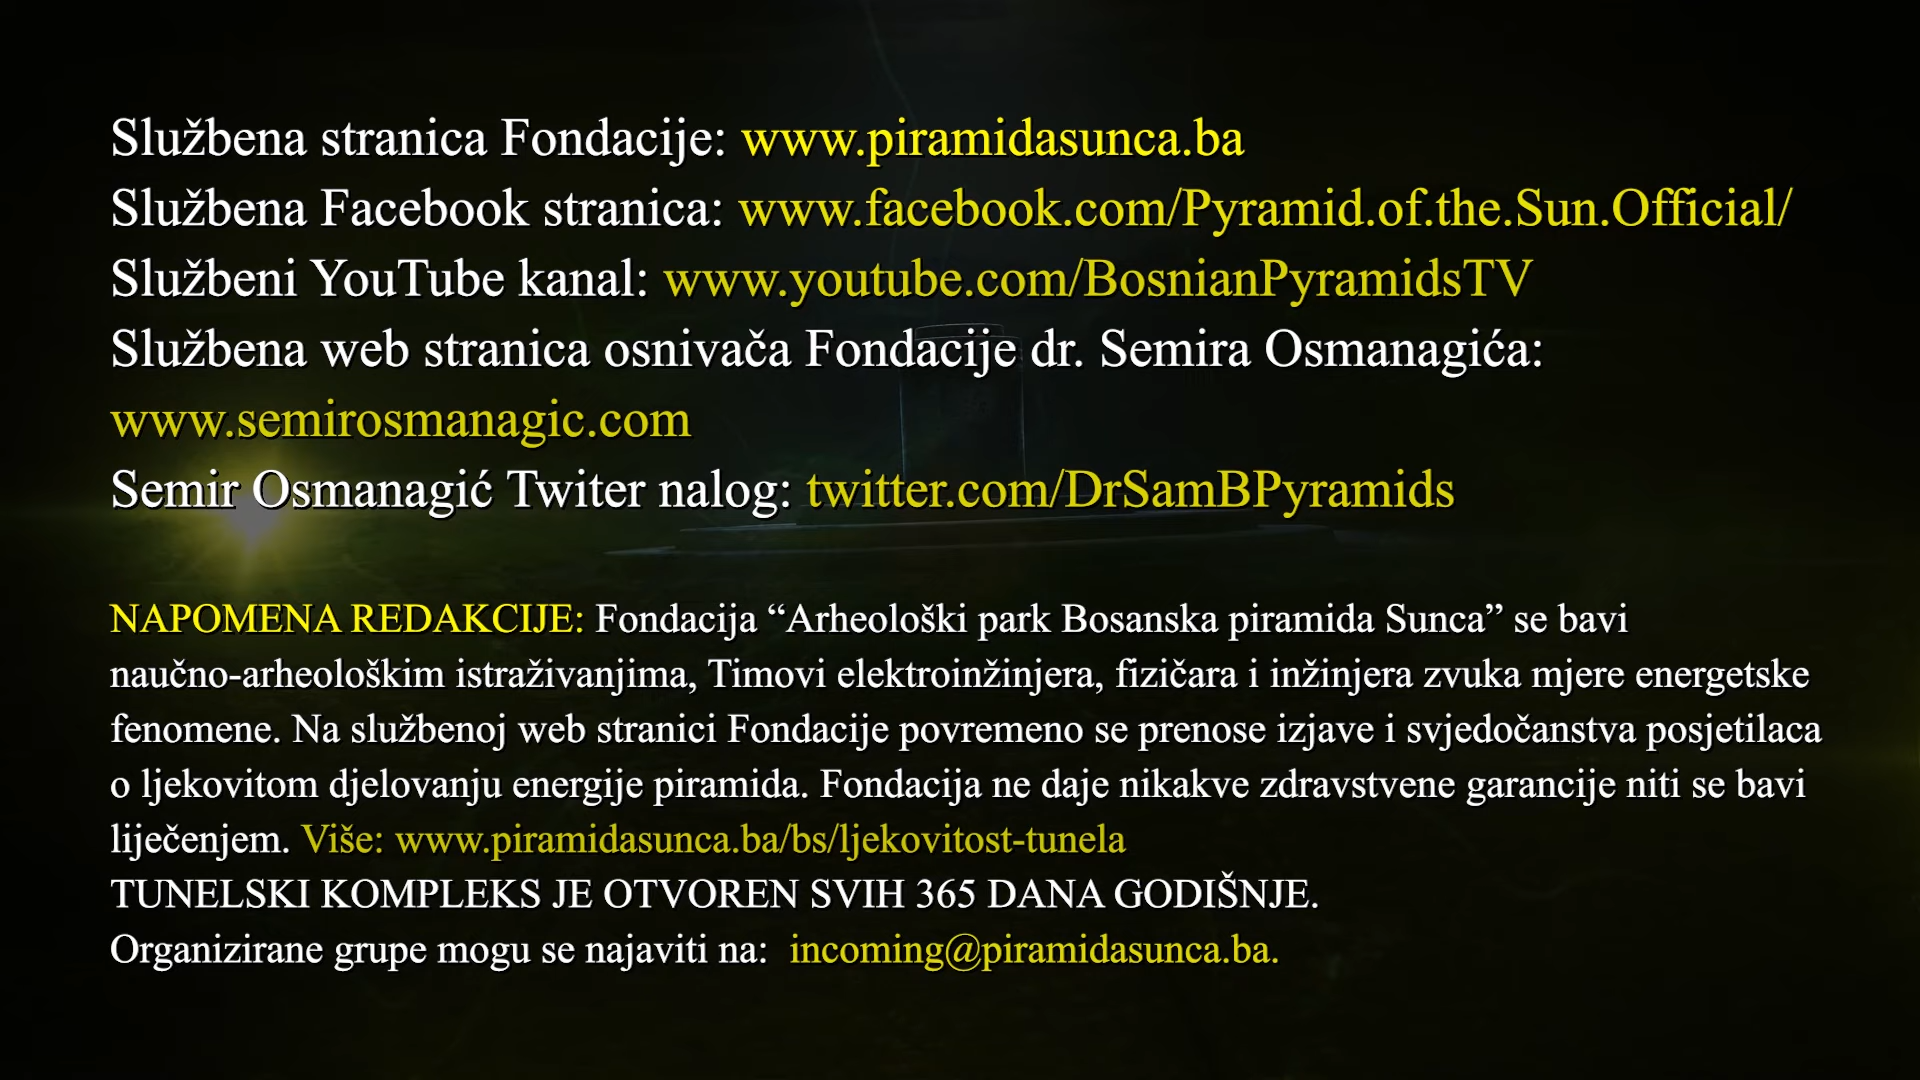 Službena stranica Fondacije: www.piramidasunca.ba
Službena Facebook stranica: www.facebook.com/Pyramid.of.the.Sun.Official/
Službeni YouTube kanal: www.youtube.com/BosnianPyramidsTV
Službena web stranica osnivača Fondacije dr. Semira Osmanagića:
www.semirosmanagic.com
Semir Osmanagić Twiter nalog: twitter.com/DrSamBPyramids
NAPOMENA REDAKCIJE: Fondacija “Arheološki park Bosanska piramida Sunca” se bavi
naučno-arheološkim istraživanjima, Timovi elektroinžinjera, fizičara i inžinjera zvuka mjere energetske
fenomene. Na službenoj web stranici Fondacije povremeno se prenose izjave i svjedočanstva posjetilaca
o ljekovitom djelovanju energije piramida. Fondacija ne daje nikakve zdravstvene garancije niti se bavi
liječenjem. Više: www.piramidasunca.ba/bs/ljekovitost-tunela
TUNELSKI KOMPLEKS JE OTVOREN SVIH 365 DANA GODIŠNJE.
Organizirane grupe mogu se najaviti na: incoming@piramidasunca.ba.